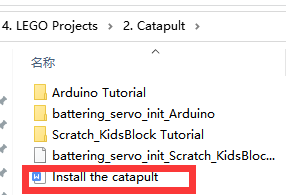 4. LEGO Projects > 2. Catapult
名称
Arduino Tutorial
battering_servo_init_Arduino
Scratch_KidsBlock Tutorial
battering_servo_init_Scratch_KidsBloc...
Install the catapult